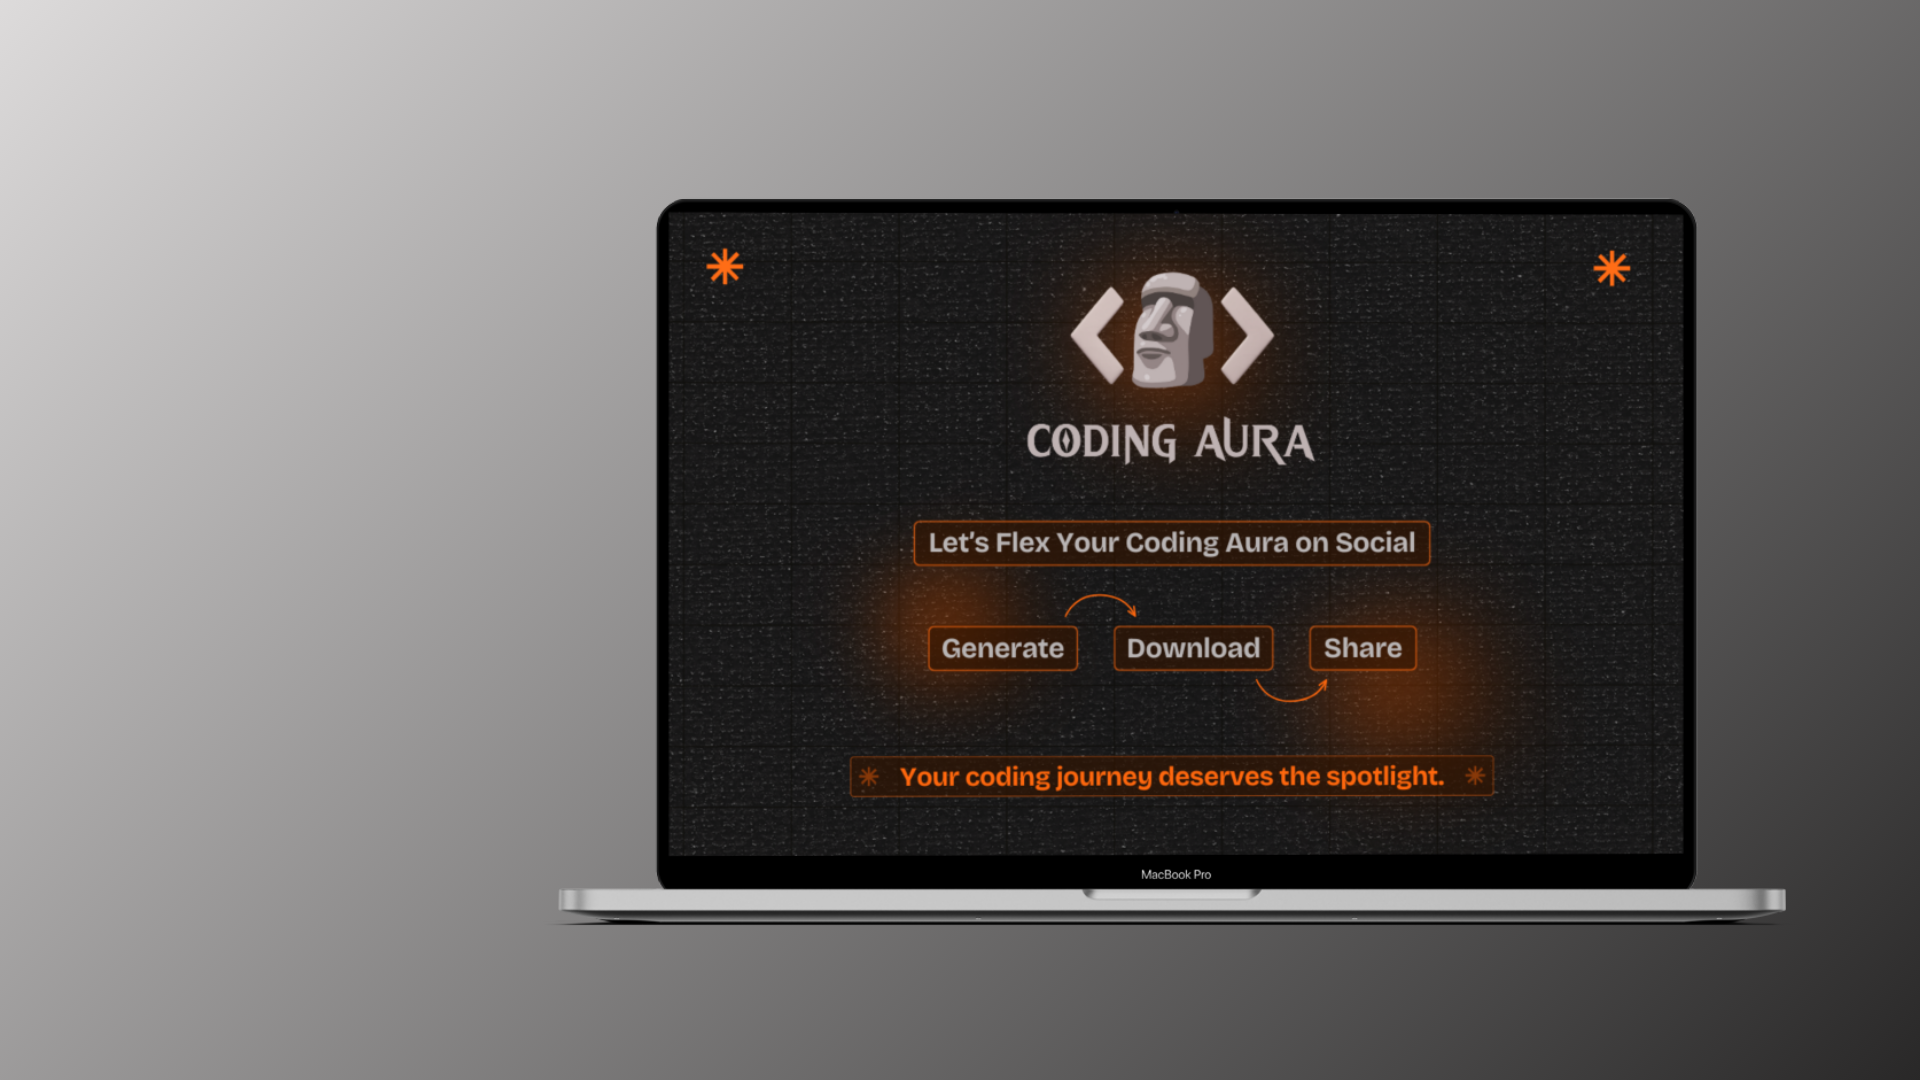 CODING AURA
Let's Flex Your Coding Aura on Social
Generate Download Share
Your coding journey deserves the spotlight.
MacBook Pro